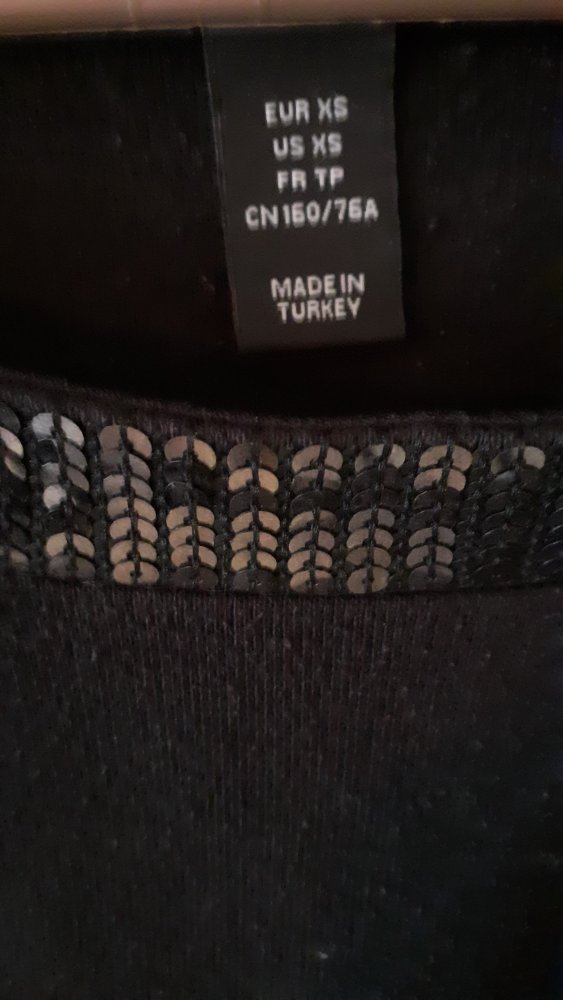 EUR XS
US XS
FR TP
CN 160/76A
MADE IN
TURKEY